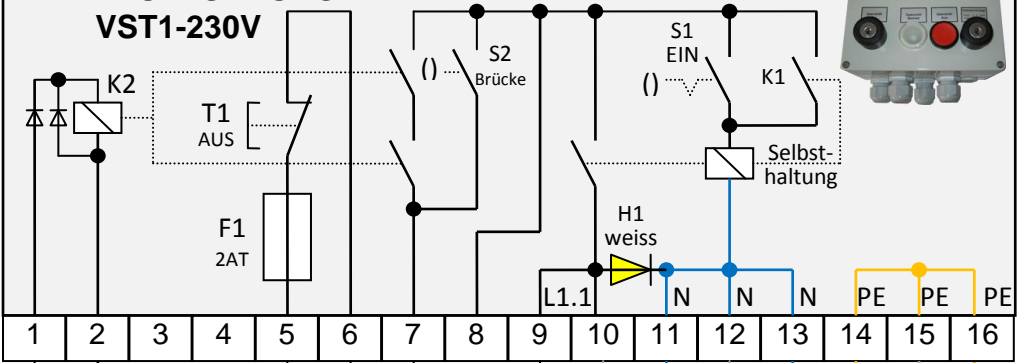 VST1-230V
K2
T1
AUS
F1
2AT
()
S2
Brücke
S1
EIN
()
K1
Selbst-
haltung
H1
weiss
L1.1 N N N PE PE PE
1 2 3 4 5 6 7 8 9 10 11 12 13 14 15 16